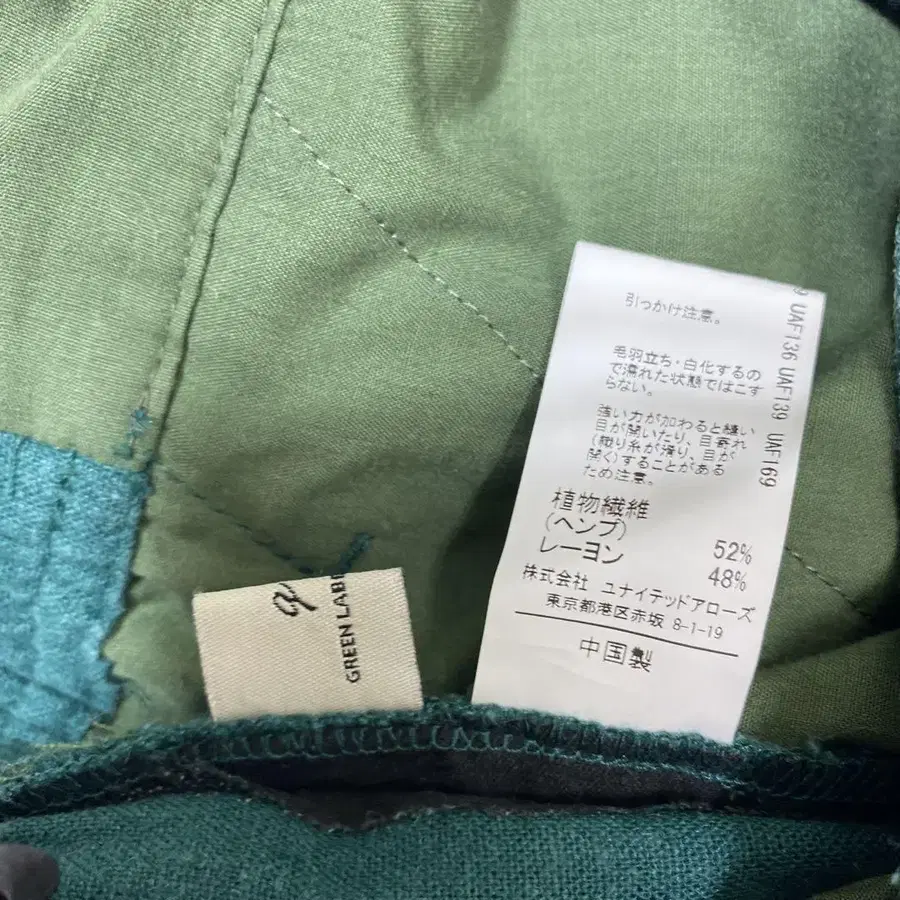 引っかけ注意。
毛羽立ち・白化するの
で濡れた状態ではこす
らない。
強い力が加わると縫い
目が開いたり、目寄れ
(織り糸が滑り、目が
開く)することがある
ため注意。
植物繊維
(ヘンプ) 52%
レーヨン 48%
株式会社 ユナイテッドアローズ
東京都港区赤坂 8-1-19
中国製
9 UAF136 UAF139 UAF169
g
GREEN LAB